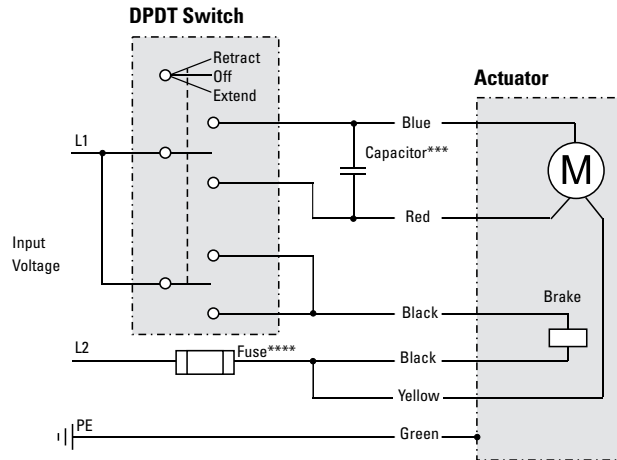 DPDT Switch
Retract
Off
Extend
Actuator
L1
Blue
Capacitor***
M
Red
Input
Voltage
Brake
Black
L2
Fuse****
Black
Yellow
PE
Green